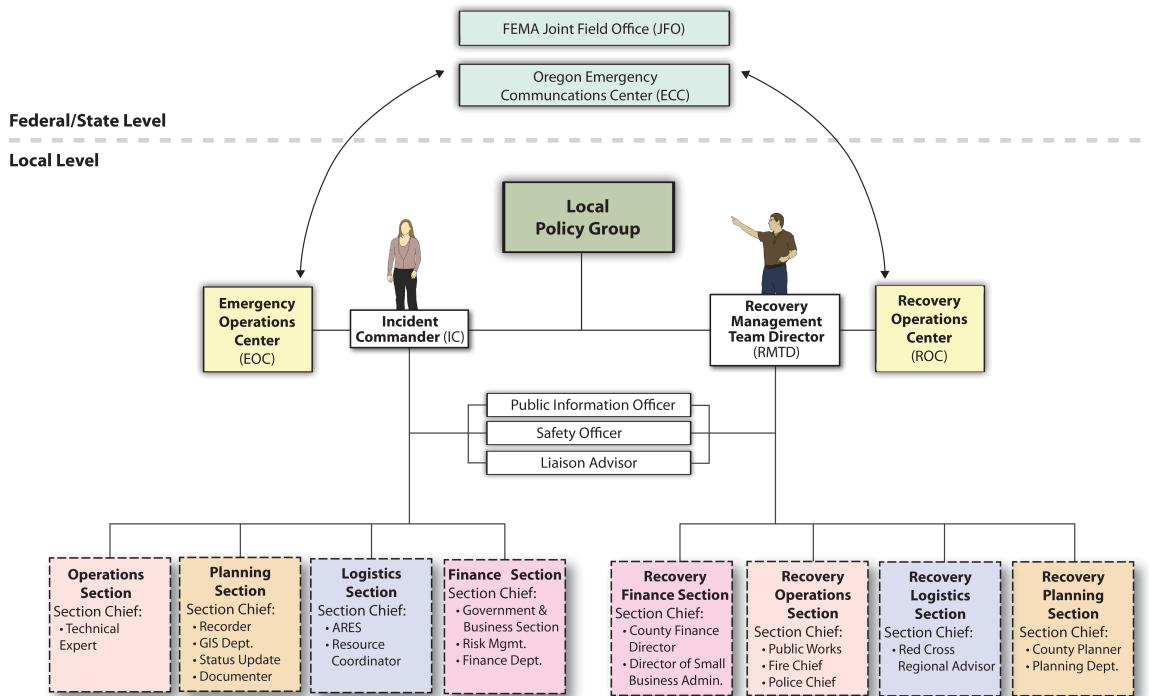 FEMA Joint Field Office (JFO)
Oregon Emergency
Communcations Center (ECC)
Federal/State Level
Local Level
Local
Policy Group
Emergency
Operations
Center
(EOC)
Incident
Commander (IC)
Recovery
Management
Team Director
(RMTD)
Recovery
Operations
Center
(ROC)
Public Information Officer
Safety Officer
Liaison Advisor
Operations
Section
Section Chief:
• Technical
Expert
Planning
Section
Section Chief:
• Recorder
• GIS Dept.
• Status Update
• Documenter
Logistics
Section
Section Chief:
• ARES
• Resource
Coordinator
Finance Section
Section Chief:
• Government &
Business Section
• Risk Mgmt.
• Finance Dept.
Recovery
Finance Section
Section Chief:
• County Finance
Director
• Director of Small
Business Admin.
Recovery
Operations
Section
Section Chief:
• Public Works
• Fire Chief
• Police Chief
Recovery
Logistics
Section
Section Chief:
• Red Cross
Regional Advisor
Recovery
Planning
Section
Section Chief:
• County Planner
• Planning Dept.